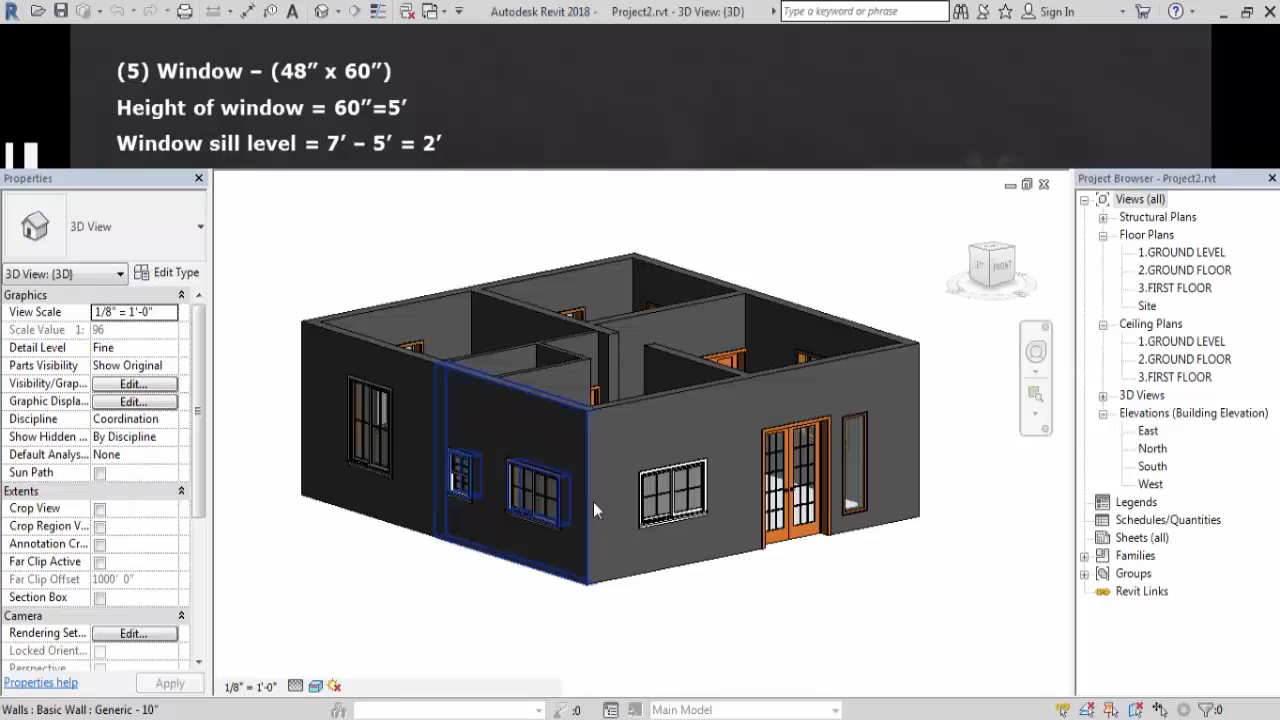 Autodesk Revit 2018 - Project2.rvt - 3D View: {3D}
Type a keyword or phrase
Sign In
(5) Window – (48” x 60”)
Height of window = 60”=5’
Window sill level = 7’ – 5’ = 2’
Properties
3D View
3D View: {3D}
Edit Type
Graphics
View Scale 1/8" = 1'-0"
Scale Value 1: 96
Detail Level Fine
Parts Visibility Show Original
Visibility/Grap... Edit...
Graphic Displa... Edit...
Discipline Coordination
Show Hidden ... By Discipline
Default Analys... None
Sun Path
Extents
Crop View
Crop Region V...
Annotation Cr...
Far Clip Active
Far Clip Offset 1000' 0"
Section Box
Camera
Rendering Set... Edit...
Locked Orient...
Perspective
Properties help
Apply
LEFT
FRONT
1/8" = 1'-0"
Project Browser - Project2.rvt
Views (all)
Structural Plans
Floor Plans
1.GROUND LEVEL
2.GROUND FLOOR
3.FIRST FLOOR
Site
Ceiling Plans
1.GROUND LEVEL
2.GROUND FLOOR
3.FIRST FLOOR
3D Views
Elevations (Building Elevation)
East
North
South
West
Legends
Schedules/Quantities
Sheets (all)
Families
Groups
Revit Links
Walls : Basic Wall : Generic - 10"
:0
Main Model
:0